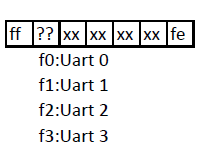 ff ?? xx xx xx xx fe
f0:Uart 0
f1:Uart 1
f2:Uart 2
f3:Uart 3